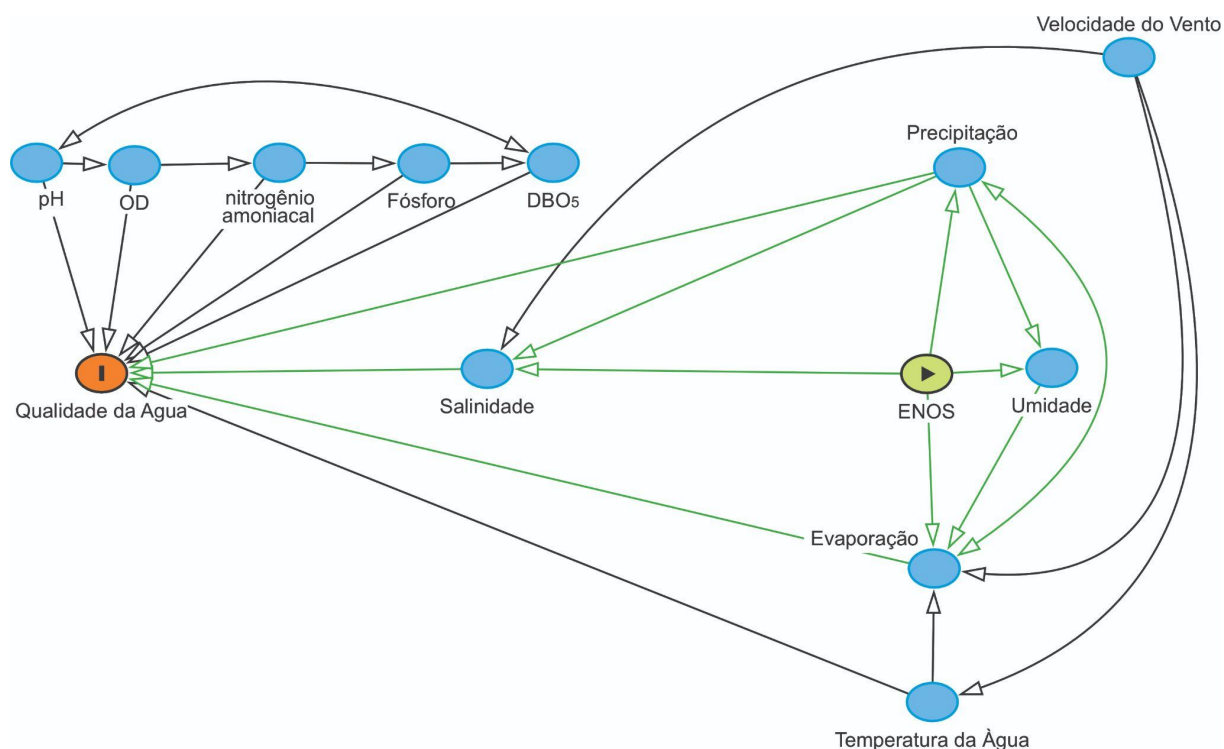 Velocidade do Vento
Precipitação
pH
OD
nitrogênio
amoniacal
Fósforo
DBO5
Qualidade da Agua
Salinidade
ENOS
Umidade
Evaporação
Temperatura da Àgua